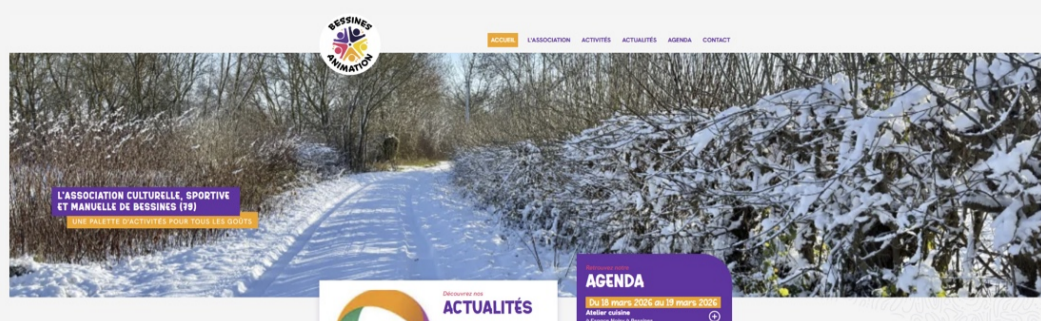 BESSINES
ANIMATION
ACCUEIL L'ASSOCIATION ACTIVITÉS ACTUALITÉS AGENDA CONTACT
L'ASSOCIATION CULTURELLE, SPORTIVE
ET MANUELLE DE BESSINES (79)
UNE PALETTE D'ACTIVITÉS POUR TOUS LES GOÛTS
Découvrez nos
ACTUALITÉS
AGENDA
Du 18 mars 2026 au 19 mars 2026
Atelier cuisine